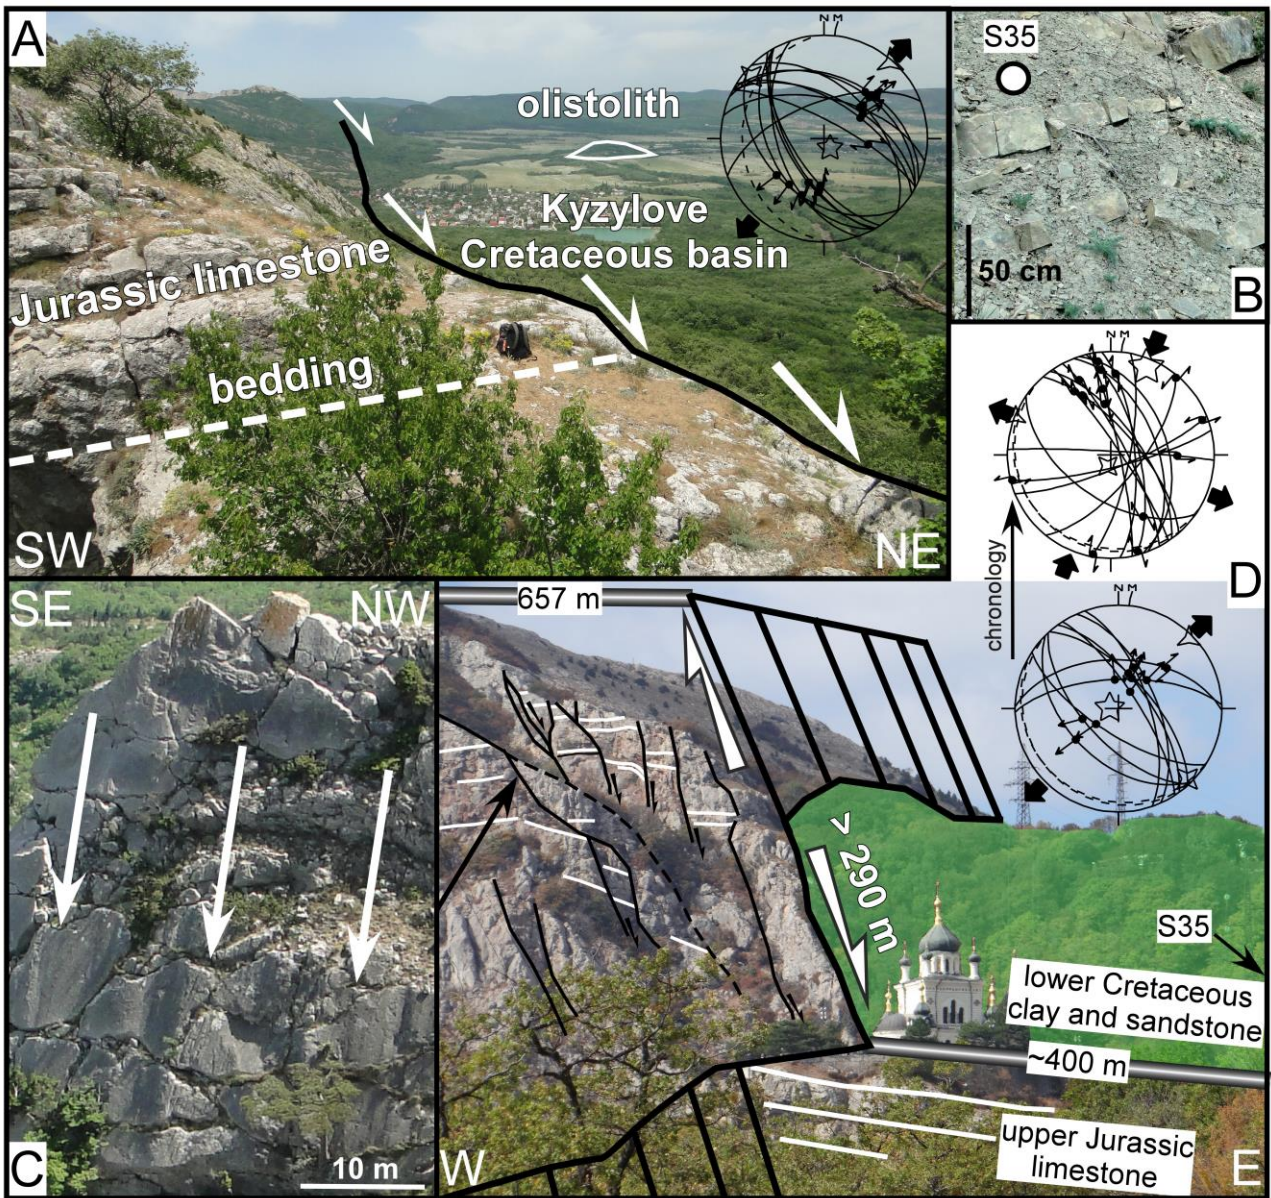 A
N M
olistolith
Kyzylove
Cretaceous basin
Jurassic limestone
bedding
SW
NE
S35
50 cm
B
N M
D
chronology
N M
SE
NW
10 m
C
657 m
> 290 m
S35
lower Cretaceous
clay and sandstone
~400 m
upper Jurassic
limestone
W
E